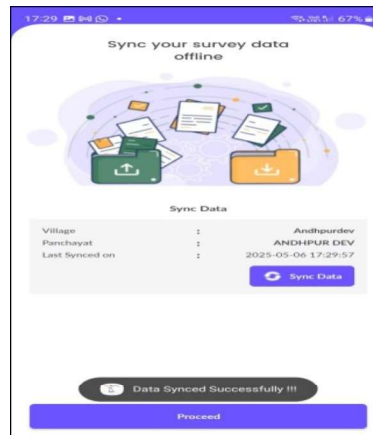 17:29 67%
Sync your survey data
offline
Sync Data
Village : Andhpurdev
Panchayat : ANDHPUR DEV
Last Synced on : 2025-05-06 17:29:57
Sync Data
Data Synced Successfully !!!
Proceed